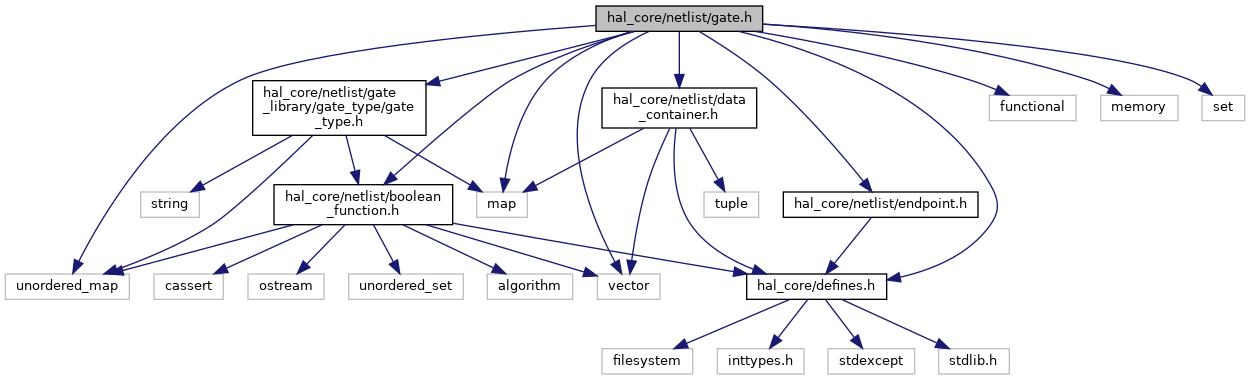 hal_core/netlist/gate.h
hal_core/netlist/gate
_library/gate_type/gate
_type.h
hal_core/netlist/data
_container.h
functional
memory
set
string
hal_core/netlist/boolean
_function.h
map
tuple
hal_core/netlist/endpoint.h
unordered_map
cassert
ostream
unordered_set
algorithm
vector
hal_core/defines.h
filesystem
inttypes.h
stdexcept
stdlib.h